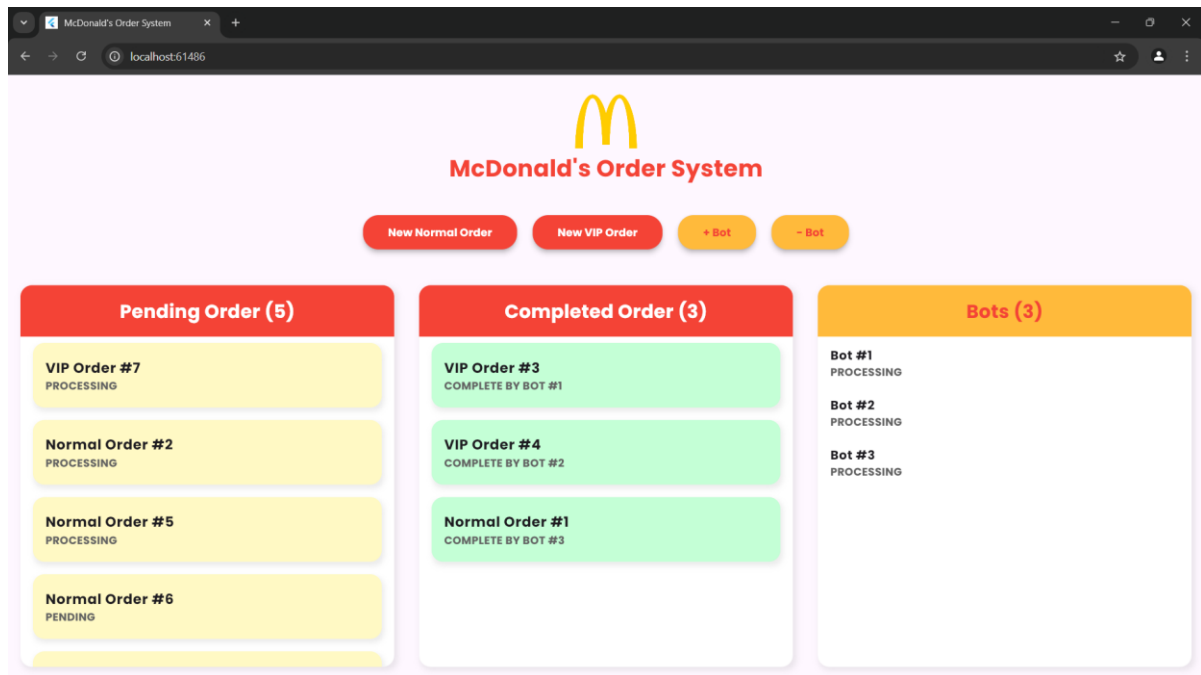 McDonald's Order System
localhost:61486
McDonald's Order System
New Normal Order
New VIP Order
+ Bot
- Bot
Pending Order (5)
VIP Order #7
PROCESSING
Normal Order #2
PROCESSING
Normal Order #5
PROCESSING
Normal Order #6
PENDING
Completed Order (3)
VIP Order #3
COMPLETE BY BOT #1
VIP Order #4
COMPLETE BY BOT #2
Normal Order #1
COMPLETE BY BOT #3
Bots (3)
Bot #1
PROCESSING
Bot #2
PROCESSING
Bot #3
PROCESSING